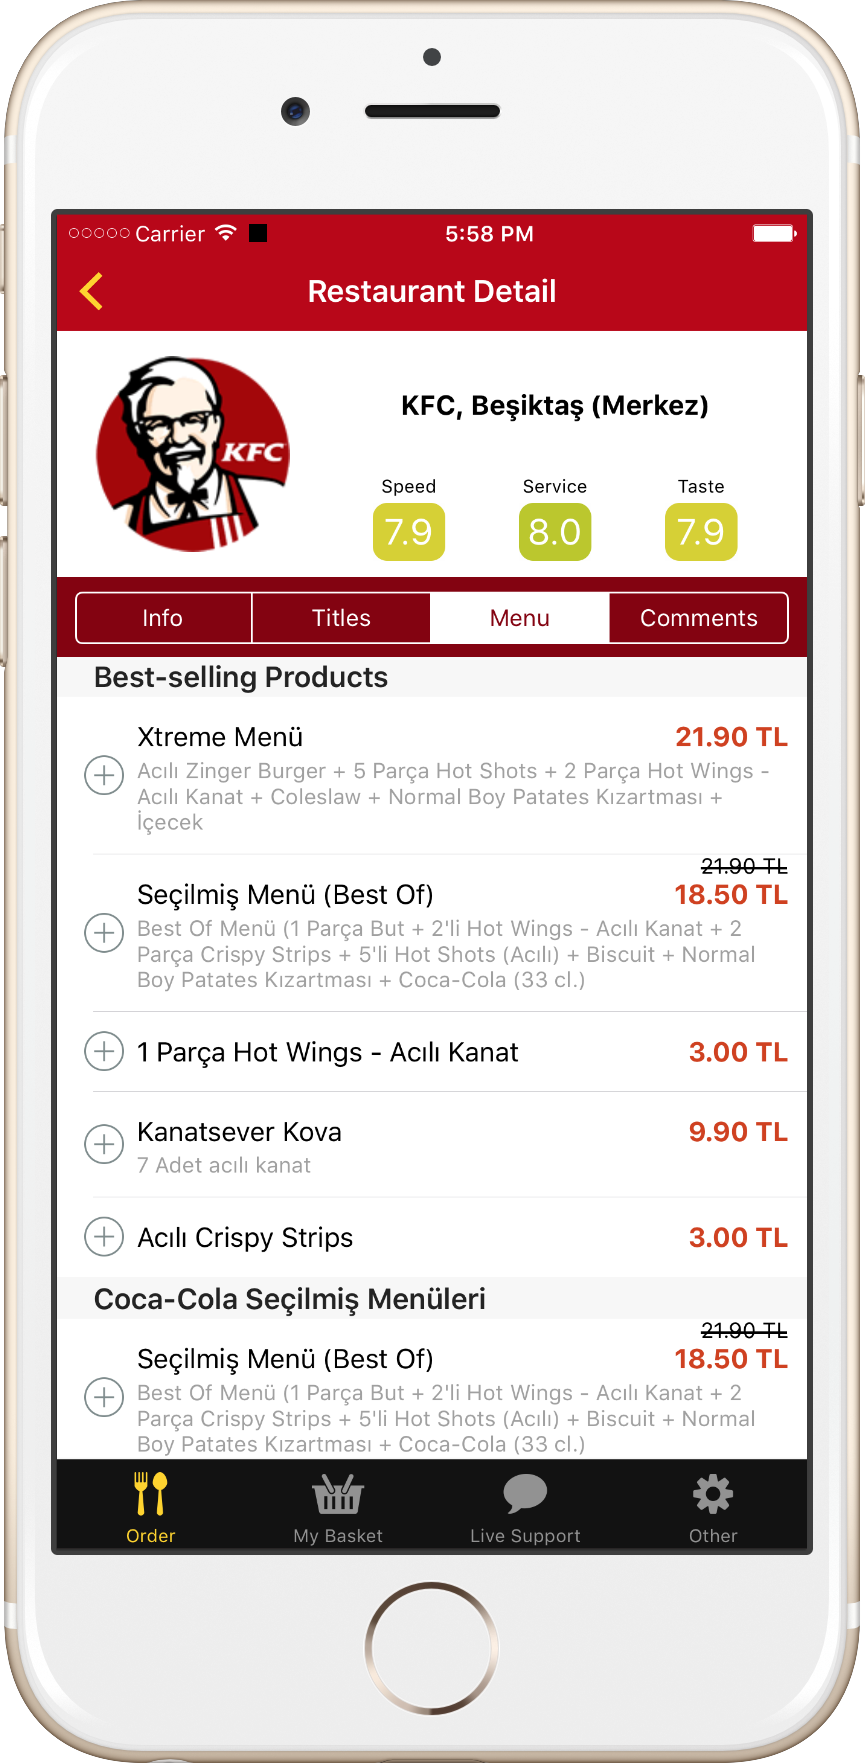 Carrier
5:58 PM
Restaurant Detail
KFC
KFC, Beşiktaş (Merkez)
Speed Service Taste
7.9 8.0 7.9
Info Titles Menu Comments
Best-selling Products
Xtreme Menü 21.90 TL
Acılı Zinger Burger + 5 Parça Hot Shots + 2 Parça Hot Wings -
Acılı Kanat + Coleslaw + Normal Boy Patates Kızartması +
İçecek
21.90 TL
Seçilmiş Menü (Best Of) 18.50 TL
Best Of Menü (1 Parça But + 2'li Hot Wings - Acılı Kanat + 2
Parça Crispy Strips + 5'li Hot Shots (Acılı) + Biscuit + Normal
Boy Patates Kızartması + Coca-Cola (33 cl.)
1 Parça Hot Wings - Acılı Kanat 3.00 TL
Kanatsever Kova 9.90 TL
7 Adet acılı kanat
Acılı Crispy Strips 3.00 TL
Coca-Cola Seçilmiş Menüleri
21.90 TL
Seçilmiş Menü (Best Of) 18.50 TL
Best Of Menü (1 Parça But + 2'li Hot Wings - Acılı Kanat + 2
Parça Crispy Strips + 5'li Hot Shots (Acılı) + Biscuit + Normal
Boy Patates Kızartması + Coca-Cola (33 cl.)
Order My Basket Live Support Other